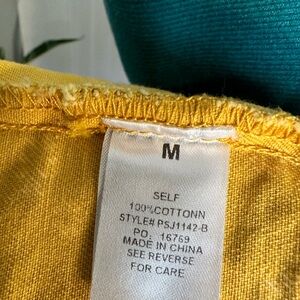 M
SELF
100%COTTONN
STYLE# PSJ1142-B
PO. 16769
MADE IN CHINA
SEE REVERSE
FOR CARE